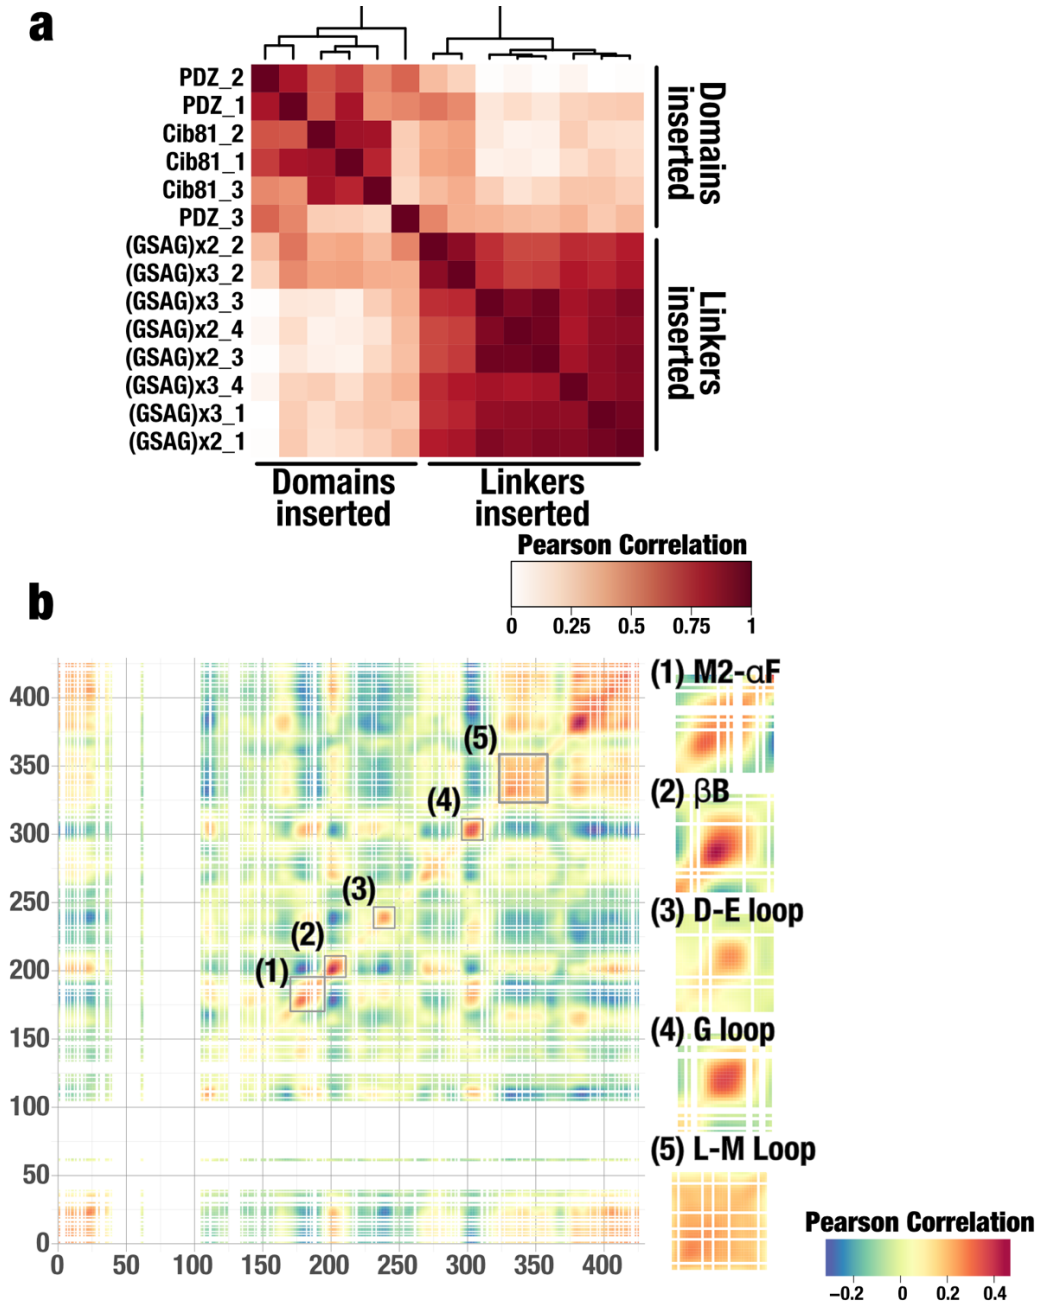 a
PDZ_2
PDZ_1
Cib81_2
Cib81_1
Cib81_3
PDZ_3
(GSAG)x2_2
(GSAG)x3_2
(GSAG)x3_3
(GSAG)x2_4
(GSAG)x2_3
(GSAG)x3_4
(GSAG)x3_1
(GSAG)x2_1
Domains
inserted
Linkers
inserted
Domains
inserted
Linkers
inserted
Pearson Correlation
0 0.25 0.5 0.75 1
b
400
350
300
250
200
150
100
50
0
0 50 100 150 200 250 300 350 400
(5)
(4)
(3)
(2)
(1)
(1) M2-αF
(2) βB
(3) D-E loop
(4) G loop
(5) L-M Loop
Pearson Correlation
−0.2 0 0.2 0.4